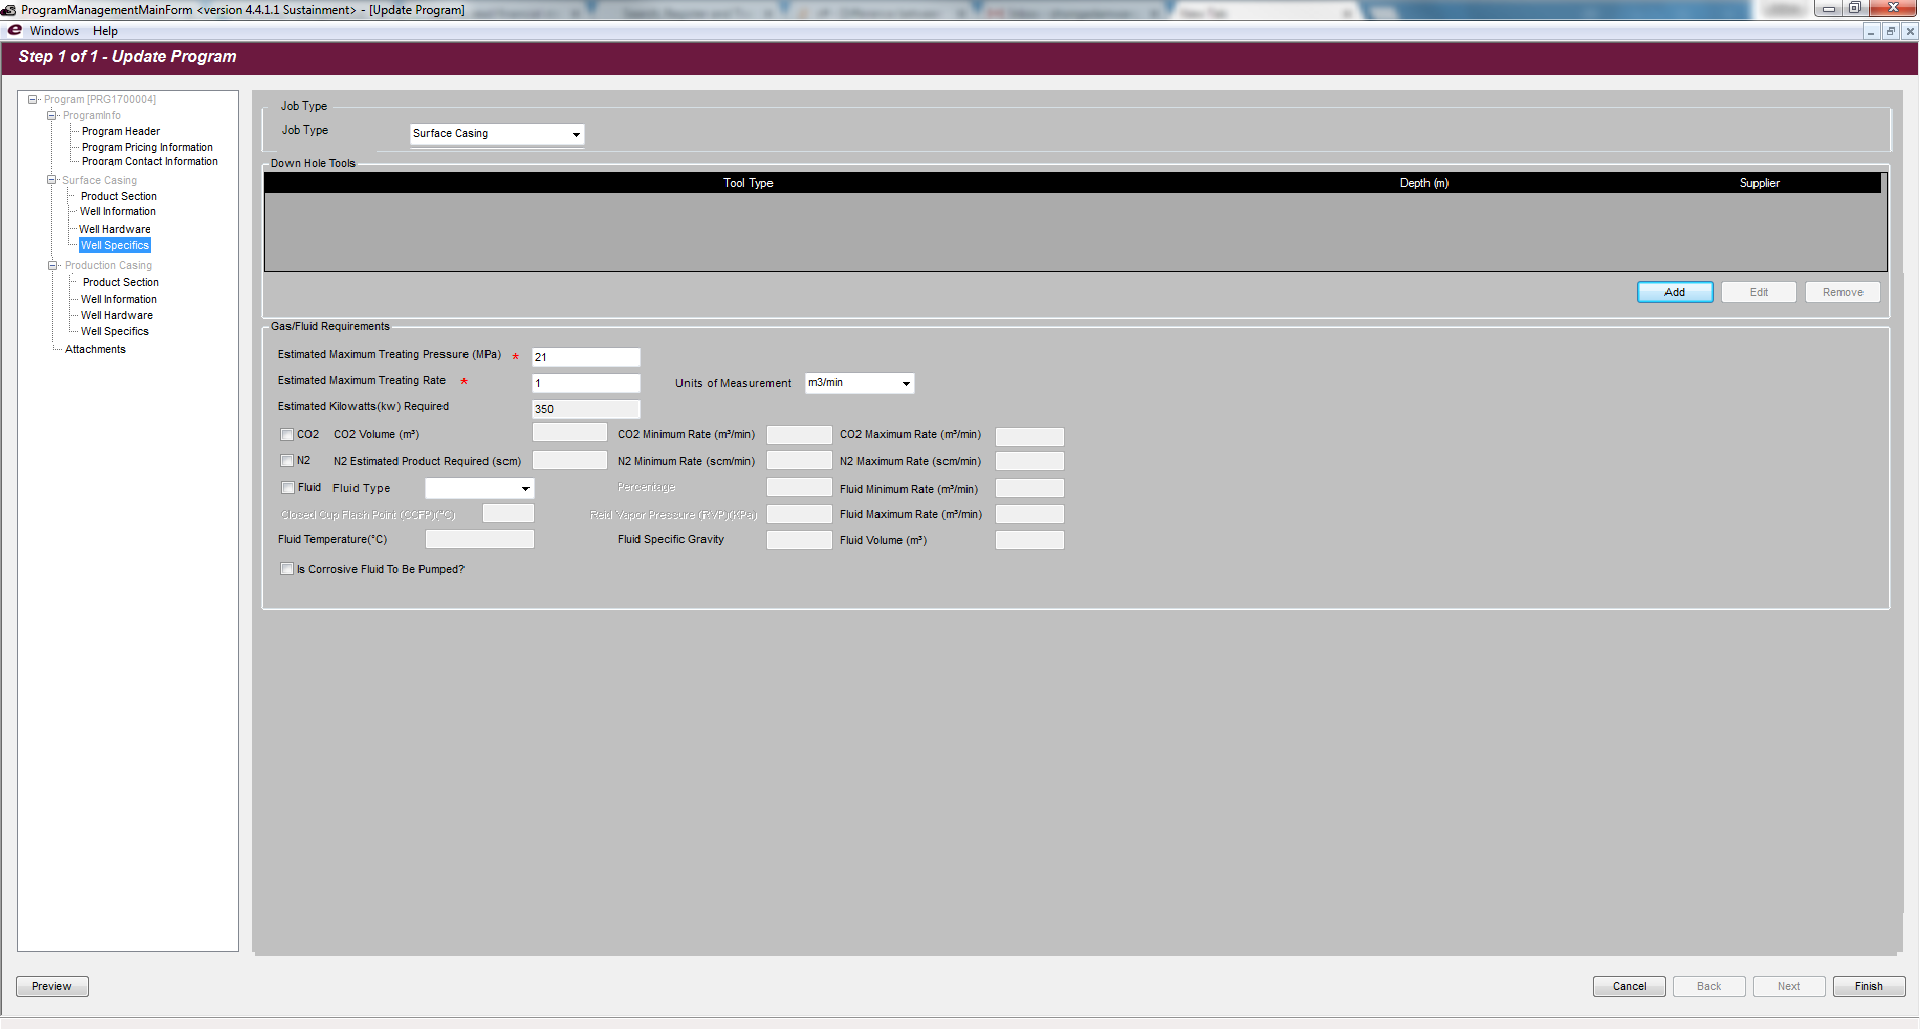 ProgramManagementMainForm <version 4.4.1.1 Sustainment> - [Update Program]
Windows Help
Step 1 of 1 - Update Program
Program [PRG1700004]
ProgramInfo
Program Header
Program Pricing Information
Program Contact Information
Surface Casing
Product Section
Well Information
Well Hardware
Well Specifics
Production Casing
Product Section
Well Information
Well Hardware
Well Specifics
Attachments
Job Type
Job Type Surface Casing
Down Hole Tools
Tool Type Depth (m) Supplier
Add Edit Remove
Gas/Fluid Requirements
Estimated Maximum Treating Pressure (MPa) * 21
Estimated Maximum Treating Rate * 1 Units of Measurement m3/min
Estimated Kilowatts(kw) Required 350
CO2 CO2 Volume (m³) CO2 Minimum Rate (m³/min) CO2 Maximum Rate (m³/min)
N2 N2 Estimated Product Required (scm) N2 Minimum Rate (scm/min) N2 Maximum Rate (scm/min)
Fluid Fluid Type Percentage Fluid Minimum Rate (m³/min)
Closed Cup Flash Point (CCFP)(°C) Reid Vapor Pressure (RVP)(KPa) Fluid Maximum Rate (m³/min)
Fluid Temperature(°C) Fluid Specific Gravity Fluid Volume (m³)
Is Corrosive Fluid To Be Pumped?
Preview Cancel Back Next Finish